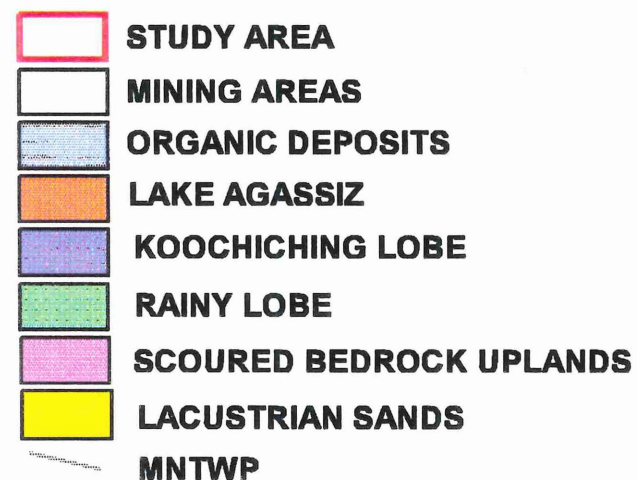 STUDY AREA
MINING AREAS
ORGANIC DEPOSITS
LAKE AGASSIZ
KOOCHICHING LOBE
RAINY LOBE
SCOURED BEDROCK UPLANDS
LACUSTRIAN SANDS
MNTWP